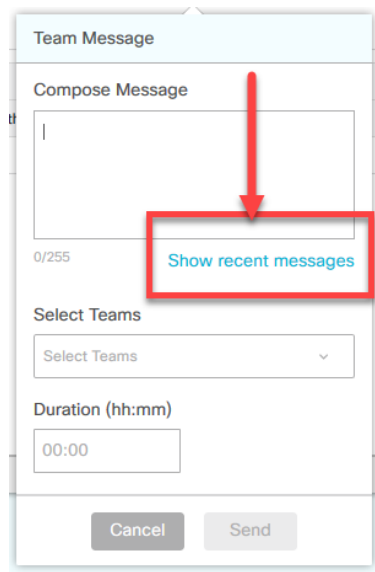 Team Message
Compose Message
th
0/255
Show recent messages
Select Teams
Select Teams
Duration (hh:mm)
00:00
Cancel
Send